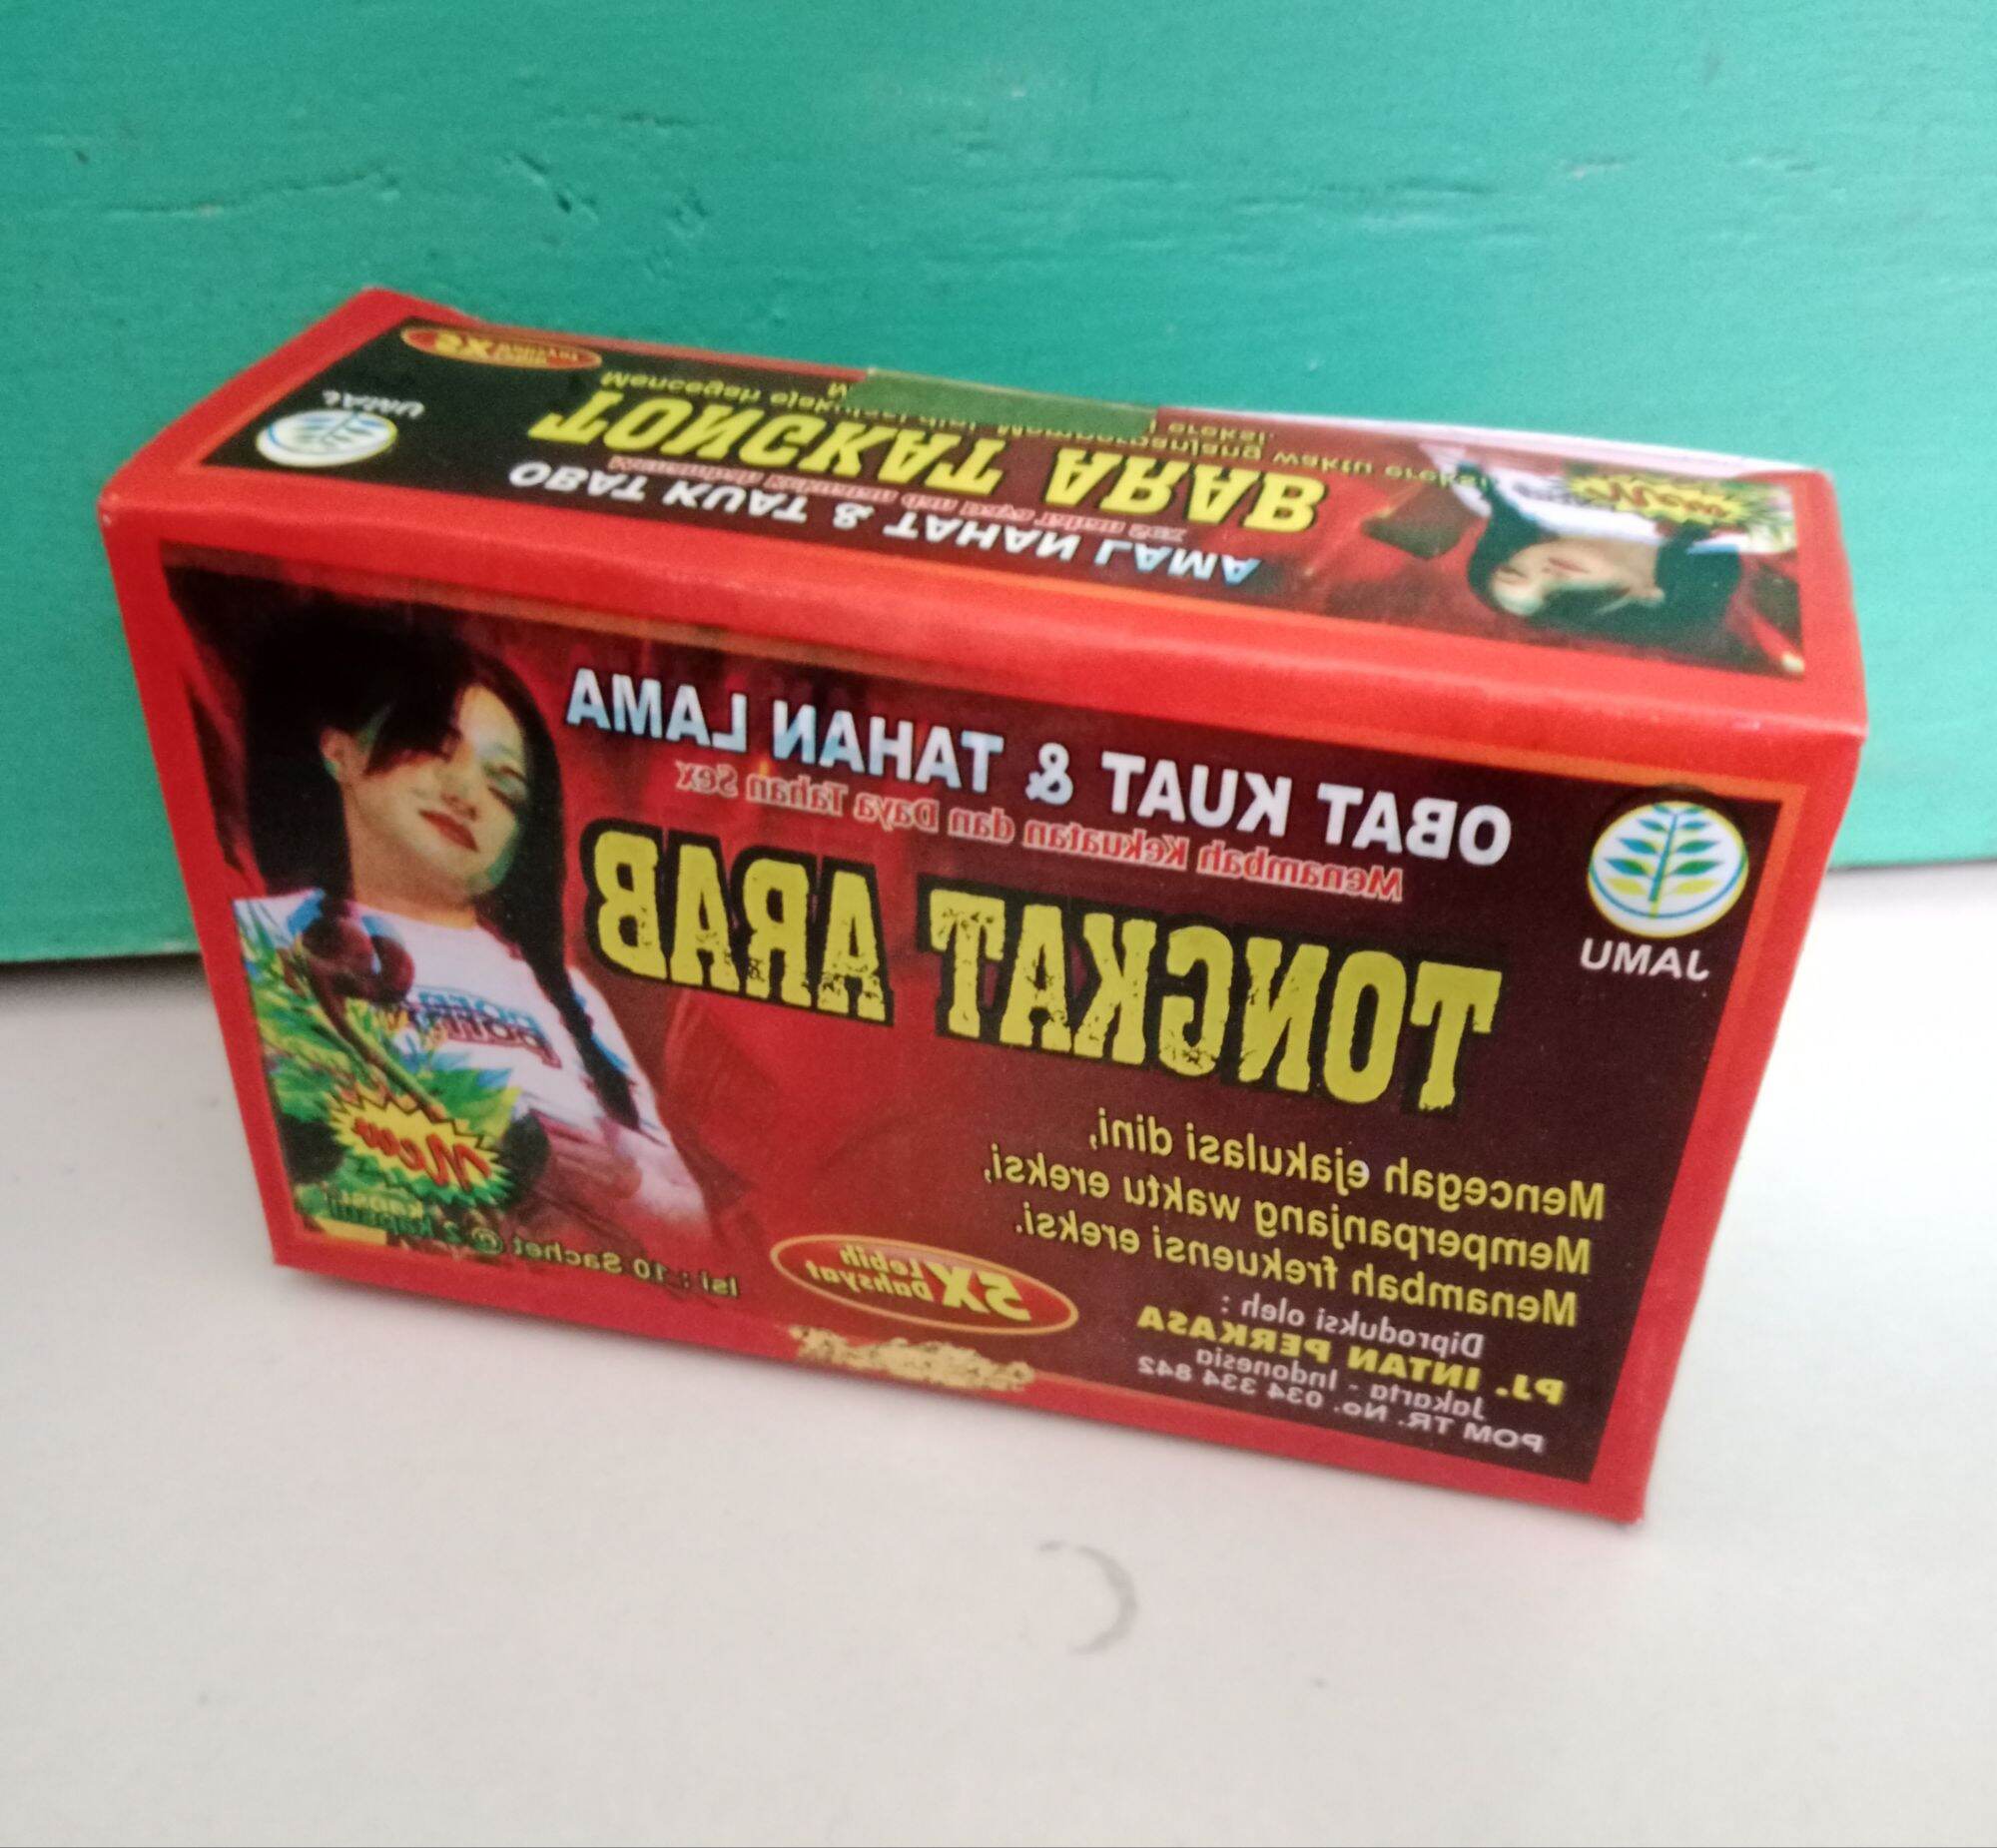 OBAT KUAT & TAHAN LAMA
TONGKAT ARAB
JAMU
OBAT KUAT & TAHAN LAMA
Menambah Kekuatan dan Daya Tahan Sex
TONGKAT ARAB
JAMU
Mencegah ejakulasi dini,
Memperpanjang waktu ereksi,
Menambah frekuensi ereksi.
Diproduksi oleh :
PJ. INTAN PERKASA
Jakarta - Indonesia
POM TR. No. 034 334 842
5X Lebih
Dahsyat
New
Isi : 10 Sachet @ 2 kapsul